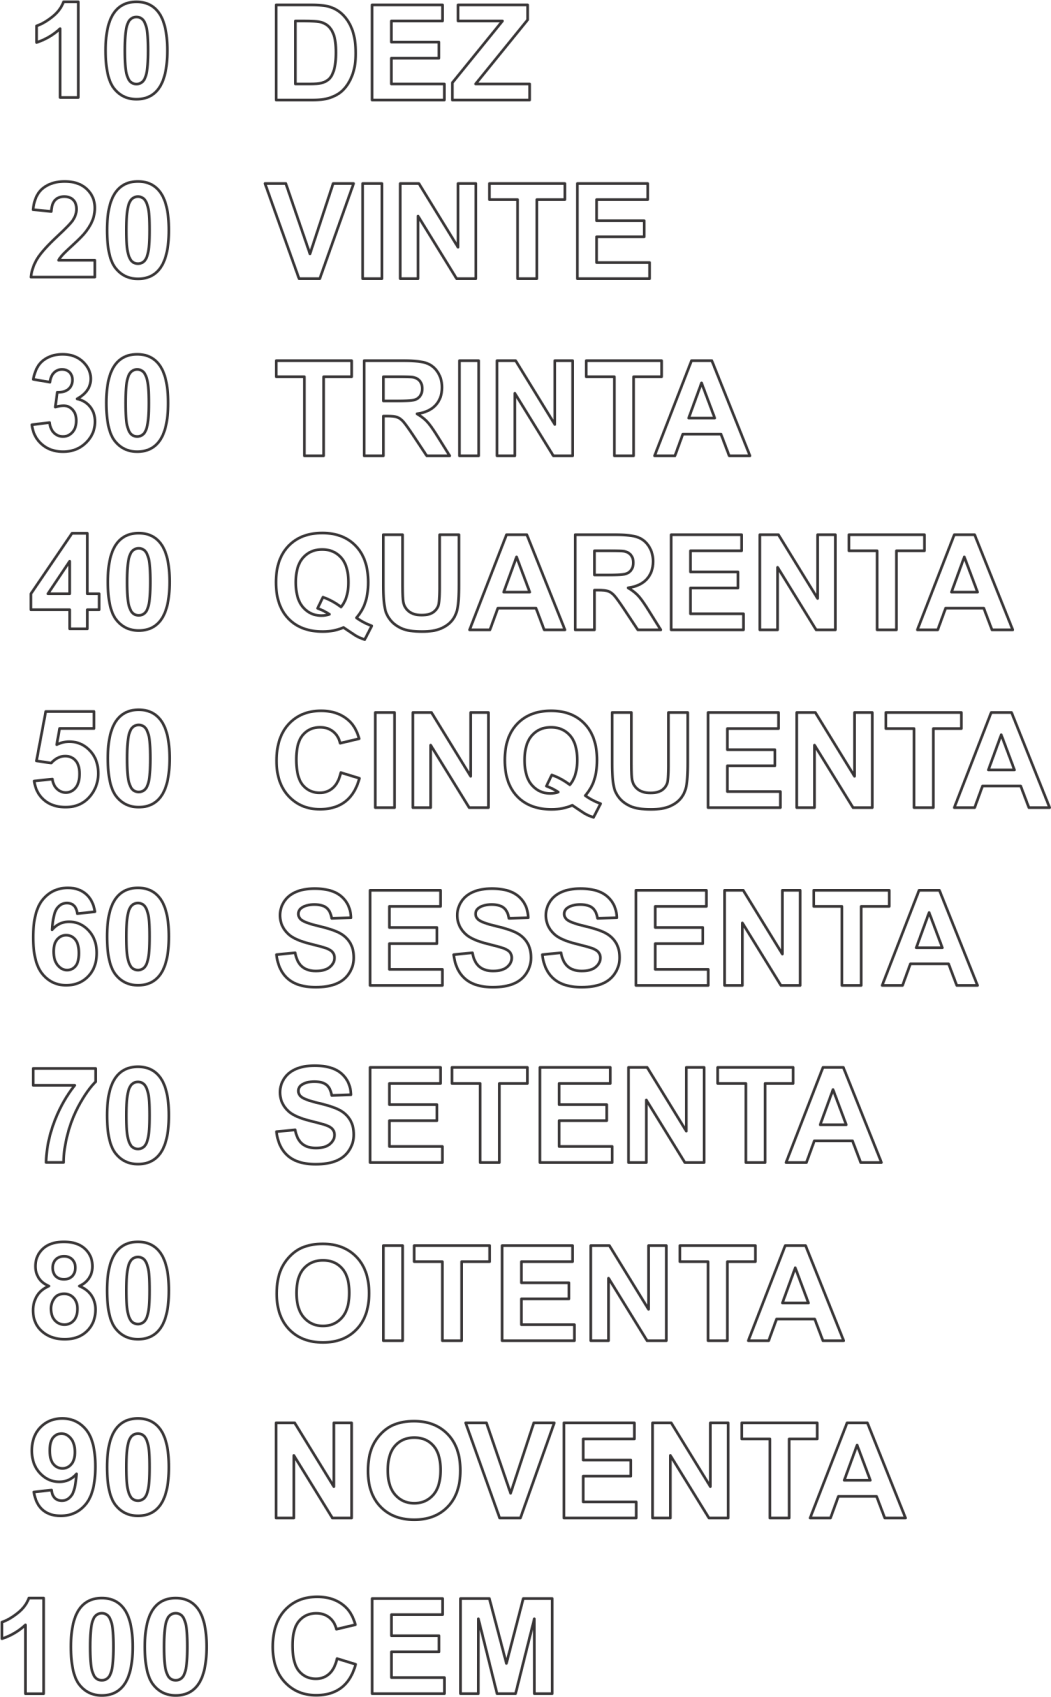 10 DEZ
20 VINTE
30 TRINTA
40 QUARENTA
50 CINQUENTA
60 SESSENTA
70 SETENTA
80 OITENTA
90 NOVENTA
100 CEM